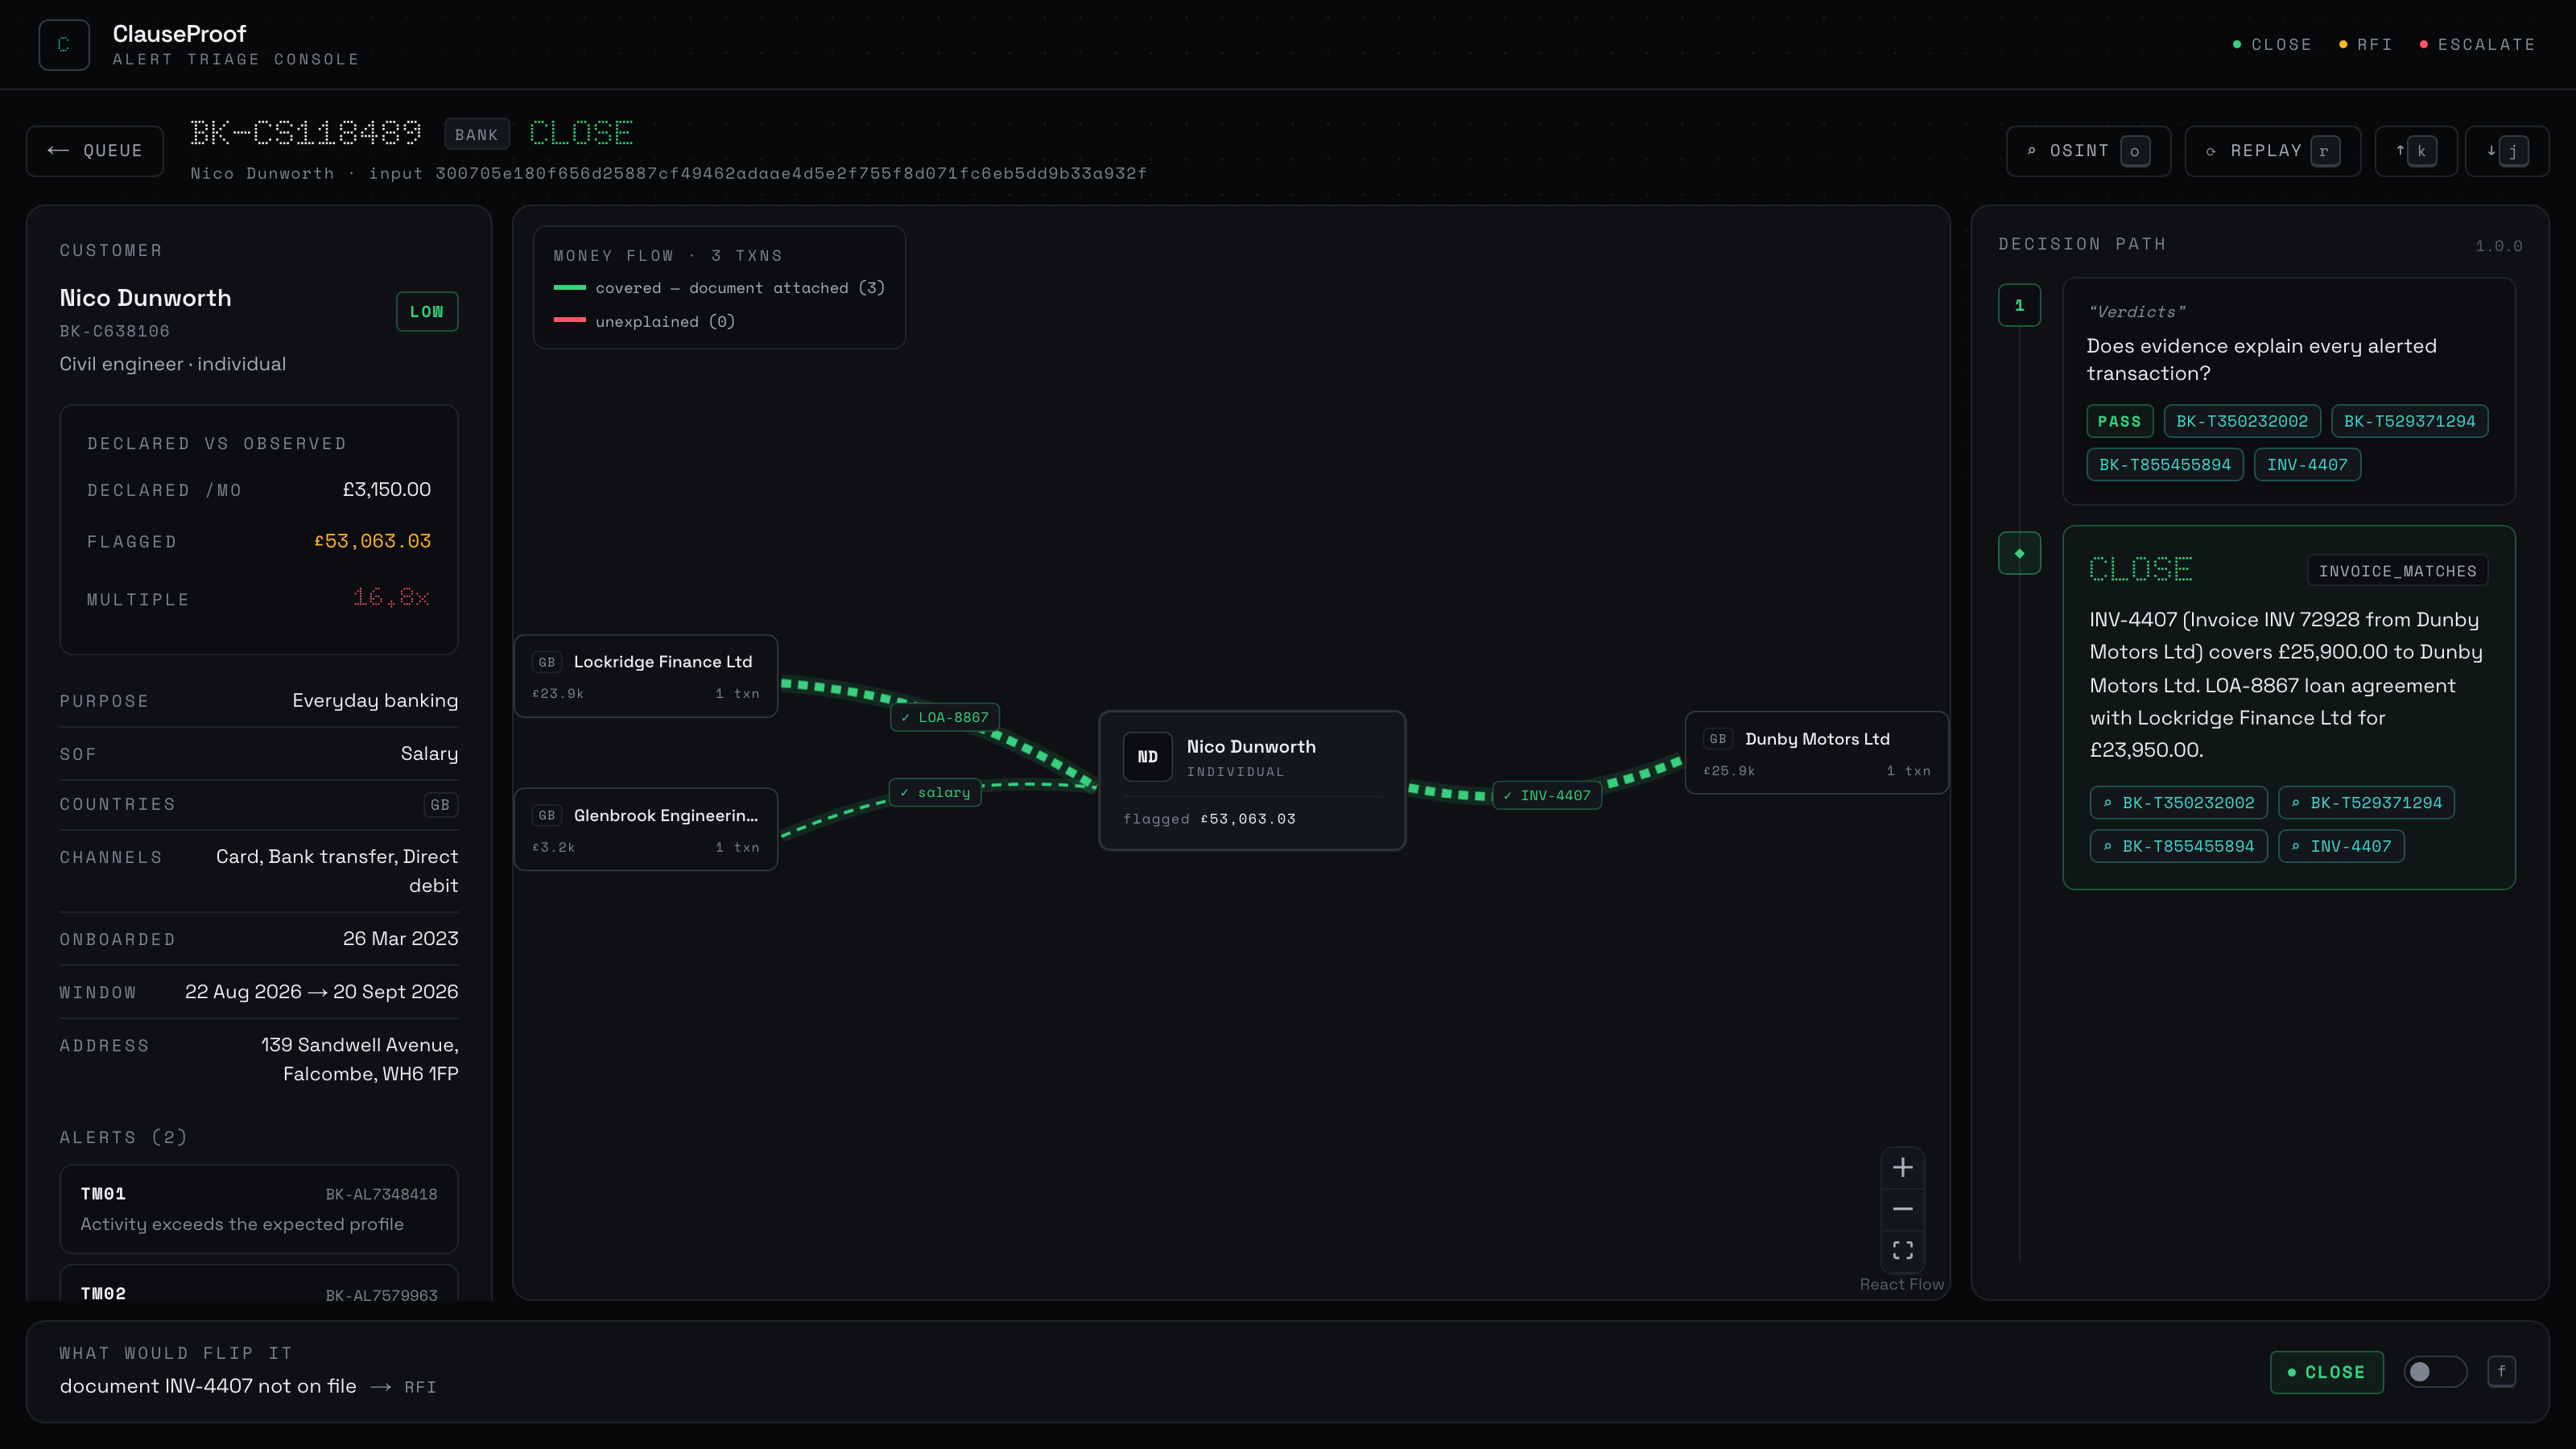 C
ClauseProof
ALERT TRIAGE CONSOLE
CLOSE
RFI
ESCALATE
← QUEUE
BK-CS118489 BANK CLOSE
Nico Dunworth · input 300705e180f656d25887cf49462adaae4d5e2f755f8d071fc6eb5dd9b33a932f
OSINT o
REPLAY r
↑ k
↓ j
CUSTOMER
Nico Dunworth
LOW
BK-C638106
Civil engineer · individual
DECLARED VS OBSERVED
DECLARED /MO £3,150.00
FLAGGED £53,063.03
MULTIPLE 16.8x
PURPOSE Everyday banking
SOF Salary
COUNTRIES GB
CHANNELS Card, Bank transfer, Direct
debit
ONBOARDED 26 Mar 2023
WINDOW 22 Aug 2026 → 20 Sept 2026
ADDRESS 139 Sandwell Avenue,
Falcombe, WH6 1FP
ALERTS (2)
TM01 BK-AL7348418
Activity exceeds the expected profile
TM02 BK-AL7579963
MONEY FLOW · 3 TXNS
covered — document attached (3)
unexplained (0)
GB Lockridge Finance Ltd
£23.9k 1 txn
✓ LOA-8867
GB Glenbrook Engineerin…
£3.2k 1 txn
✓ salary
ND Nico Dunworth
INDIVIDUAL
flagged £53,063.03
✓ INV-4407
GB Dunby Motors Ltd
£25.9k 1 txn
React Flow
DECISION PATH 1.0.0
1
“Verdicts”
Does evidence explain every alerted
transaction?
PASS BK-T350232002 BK-T529371294
BK-T855455894 INV-4407
CLOSE INVOICE_MATCHES
INV-4407 (Invoice INV 72928 from Dunby
Motors Ltd) covers £25,900.00 to Dunby
Motors Ltd. LOA-8867 loan agreement
with Lockridge Finance Ltd for
£23,950.00.
BK-T350232002 BK-T529371294
BK-T855455894 INV-4407
WHAT WOULD FLIP IT
document INV-4407 not on file → RFI
CLOSE
f